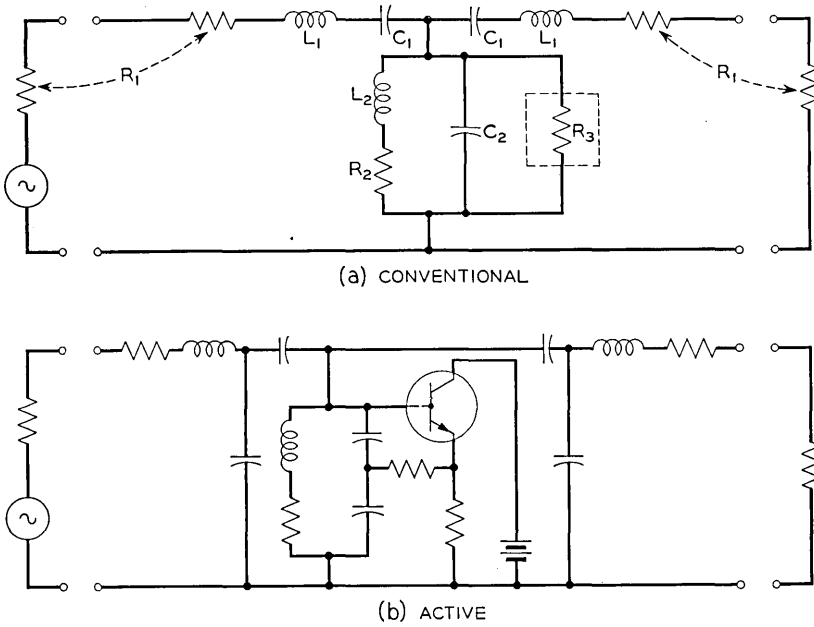 L1 C1 C1 L1
R1 R1
L2
C2 R3
R2
(a) CONVENTIONAL
(b) ACTIVE